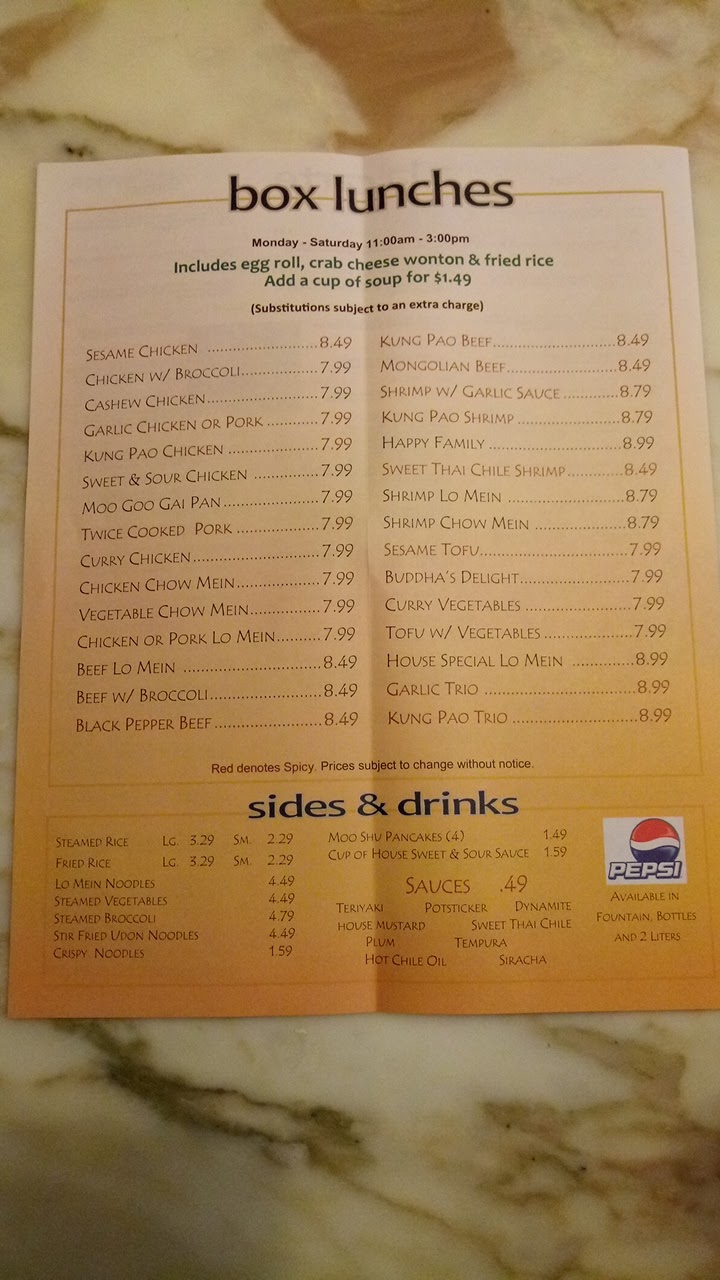 box lunches
Monday - Saturday 11:00am - 3:00pm
Includes egg roll, crab cheese wonton & fried rice
Add a cup of soup for $1.49
(Substitutions subject to an extra charge)
Sesame Chicken ........................8.49
Chicken w/ Broccoli................7.99
Cashew Chicken........................7.99
Garlic Chicken or Pork ...........7.99
Kung Pao Chicken ...................7.99
Sweet & Sour Chicken .............7.99
Moo Goo Gai Pan....................7.99
Twice Cooked Pork .................7.99
Curry Chicken..........................7.99
Chicken Chow Mein.................7.99
Vegetable Chow Mein..............7.99
Chicken or Pork Lo Mein.........7.99
Beef Lo Mein ............................8.49
Beef w/ Broccoli.......................8.49
Black Pepper Beef.....................8.49
Kung Pao Beef..........................8.49
Mongolian Beef.......................8.49
Shrimp w/ Garlic Sauce ...........8.79
Kung Pao Shrimp .....................8.79
Happy Family ...........................8.99
Sweet Thai Chile Shrimp...........8.49
Shrimp Lo Mein .......................8.79
Shrimp Chow Mein ..................8.79
Sesame Tofu..............................7.99
Buddha's Delight......................7.99
Curry Vegetables .....................7.99
Tofu w/ Vegetables..................7.99
House Special Lo Mein ............8.99
Garlic Trio ...............................8.99
Kung Pao Trio ..........................8.99
Red denotes Spicy. Prices subject to change without notice.
sides & drinks
Steamed Rice Lg. 3.29 Sm. 2.29
Fried Rice Lg. 3.29 Sm. 2.29
Lo Mein Noodles 4.49
Steamed Vegetables 4.49
Steamed Broccoli 4.79
Stir Fried Udon Noodles 4.49
Crispy Noodles 1.59
Moo Shu Pancakes (4) 1.49
Cup of House Sweet & Sour Sauce 1.59
Sauces .49
Teriyaki Potsticker Dynamite
house mustard Sweet Thai Chile
Plum Tempura
Hot Chile Oil Siracha
PEPSI
Available in
Fountain, Bottles
and 2 Liters